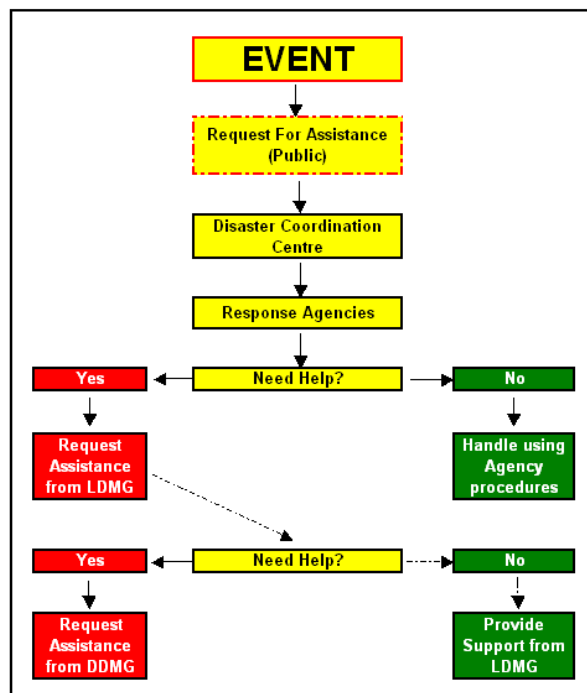 EVENT
Request For Assistance
(Public)
Disaster Coordination
Centre
Response Agencies
Yes
Need Help?
No
Request
Assistance
from LDMG
Handle using
Agency
procedures
Yes
Need Help?
No
Request
Assistance
from DDMG
Provide
Support from
LDMG